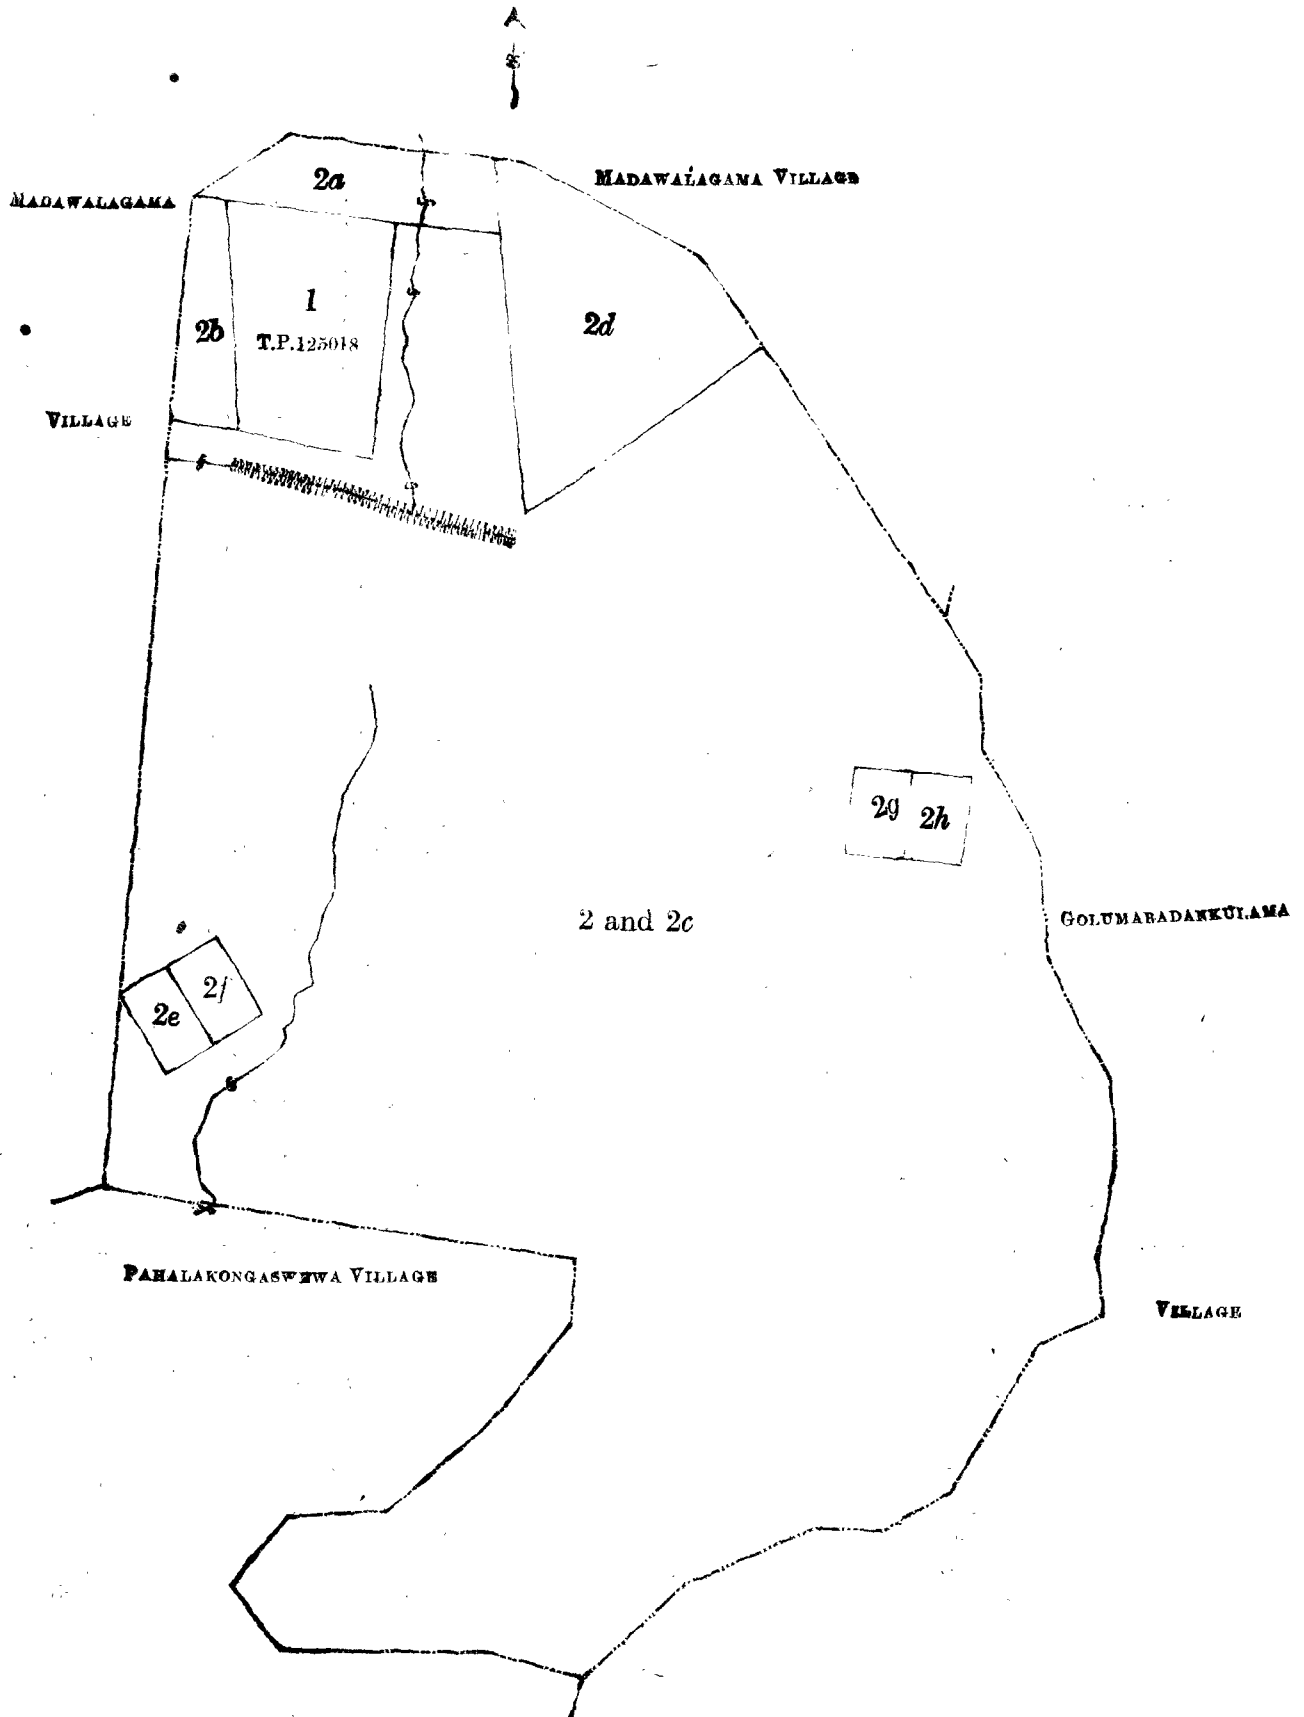 2a
MADAWALAGAMA VILLAGE
MADAWALAGAMA
1
2d
2b
T.P.125018
VILLAGE
2g 2h
2 and 2c
GOLUMARADANKULAMA
2f
2e
PAHALAKONGASWEWA VILLAGE
VILLAGE